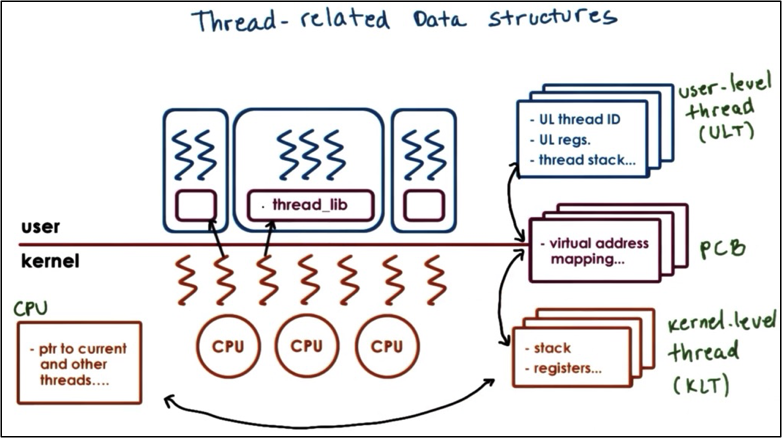 Thread-related Data structures
user-level
thread
(ULT)
- UL thread ID
- UL regs.
- thread stack...
. thread_lib
user
kernel
- virtual address
mapping...
PCB
CPU
- ptr to current
and other
threads....
CPU
CPU
CPU
- stack
- registers...
kernel-level
thread
(KLT)